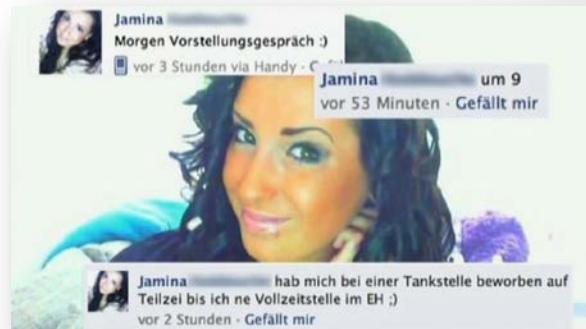 Jamina
Morgen Vorstellungsgespräch :)
vor 3 Stunden via Handy ·
Jamina um 9
vor 53 Minuten · Gefällt mir
Jamina hab mich bei einer Tankstelle beworben auf
Teilzei bis ich ne Vollzeitstelle im EH ;)
vor 2 Stunden · Gefällt mir